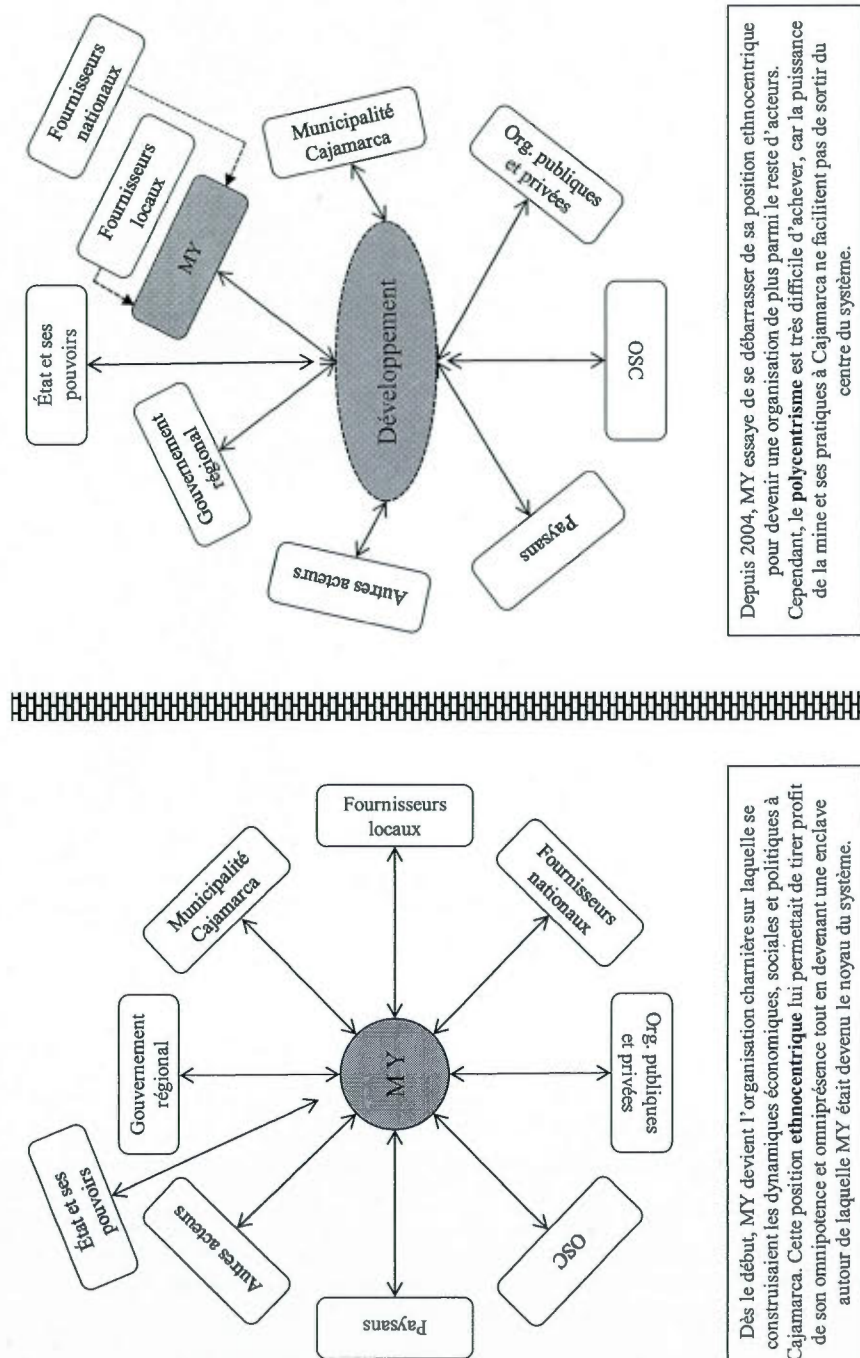 Gouvernement
régional
Municipalité
Cajamarca
Fournisseurs
locaux
Fournisseurs
nationaux
Org. publiques
et privées
OSC
Paysans
Autres acteurs
État et ses
pouvoirs
MY
Dès le début, MY devient l'organisation charnière sur laquelle se
construisaient les dynamiques économiques, sociales et politiques à
Cajamarca. Cette position ethnocentrique lui permettait de tirer profit
de son omnipotence et omniprésence tout en devenant une enclave
autour de laquelle MY était devenu le noyau du système.
État et ses
pouvoirs
Fournisseurs
locaux
Fournisseurs
nationaux
MY
Municipalité
Cajamarca
Org. publiques
et privées
OSC
Paysans
Autres acteurs
Gouvernement
régional
Développement
Depuis 2004, MY essaye de se débarrasser de sa position ethnocentrique
pour devenir une organisation de plus parmi le reste d'acteurs.
Cependant, le polycentrisme est très difficile d'achever, car la puissance
de la mine et ses pratiques à Cajamarca ne facilitent pas de sortir du
centre du système.